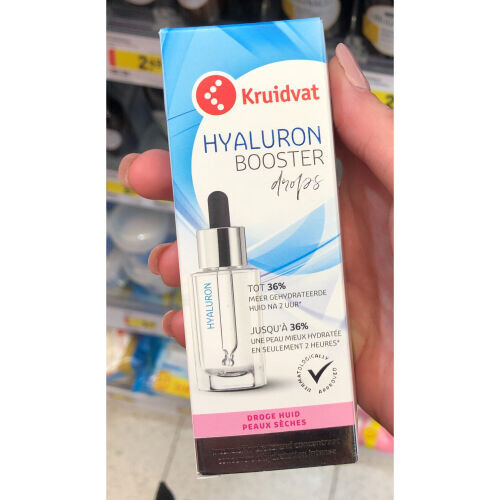 Kruidvat
HYALURON
BOOSTER
drops
HYALURON
TOT 36%
MEER GEHYDRATEERDE
HUID NA 2 UUR*
JUSQU'À 36%
UNE PEAU MIEUX HYDRATÉE
EN SEULEMENT 2 HEURES*
DERMATOLOGICALLY
APPROVED
DROGE HUID
PEAUX SÈCHES